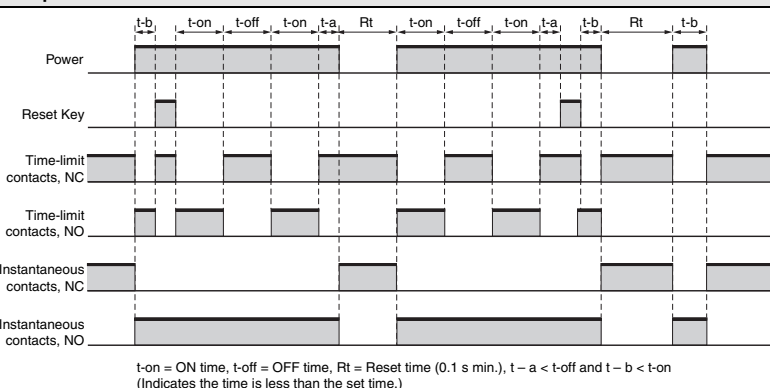 t-b t-on t-off t-on t-a Rt t-on t-off t-on t-a t-b Rt t-b
Power
Reset Key
Time-limit
contacts, NC
Time-limit
contacts, NO
Instantaneous
contacts, NC
Instantaneous
contacts, NO
t-on = ON time, t-off = OFF time, Rt = Reset time (0.1 s min.), t – a < t-off and t – b < t-on
(Indicates the time is less than the set time.)